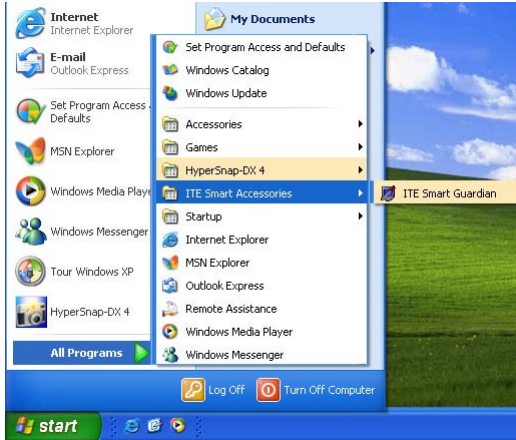 Internet
Internet Explorer
E-mail
Outlook Express
Set Program Access
Defaults
MSN Explorer
Windows Media Playe
Windows Messenger
Tour Windows XP
HyperSnap-DX 4
All Programs
My Documents
Set Program Access and Defaults
Windows Catalog
Windows Update
Accessories
Games
HyperSnap-DX 4
ITE Smart Accessories
Startup
Internet Explorer
MSN Explorer
Outlook Express
Remote Assistance
Windows Media Player
Windows Messenger
ITE Smart Guardian
Log Off
Turn Off Computer
start